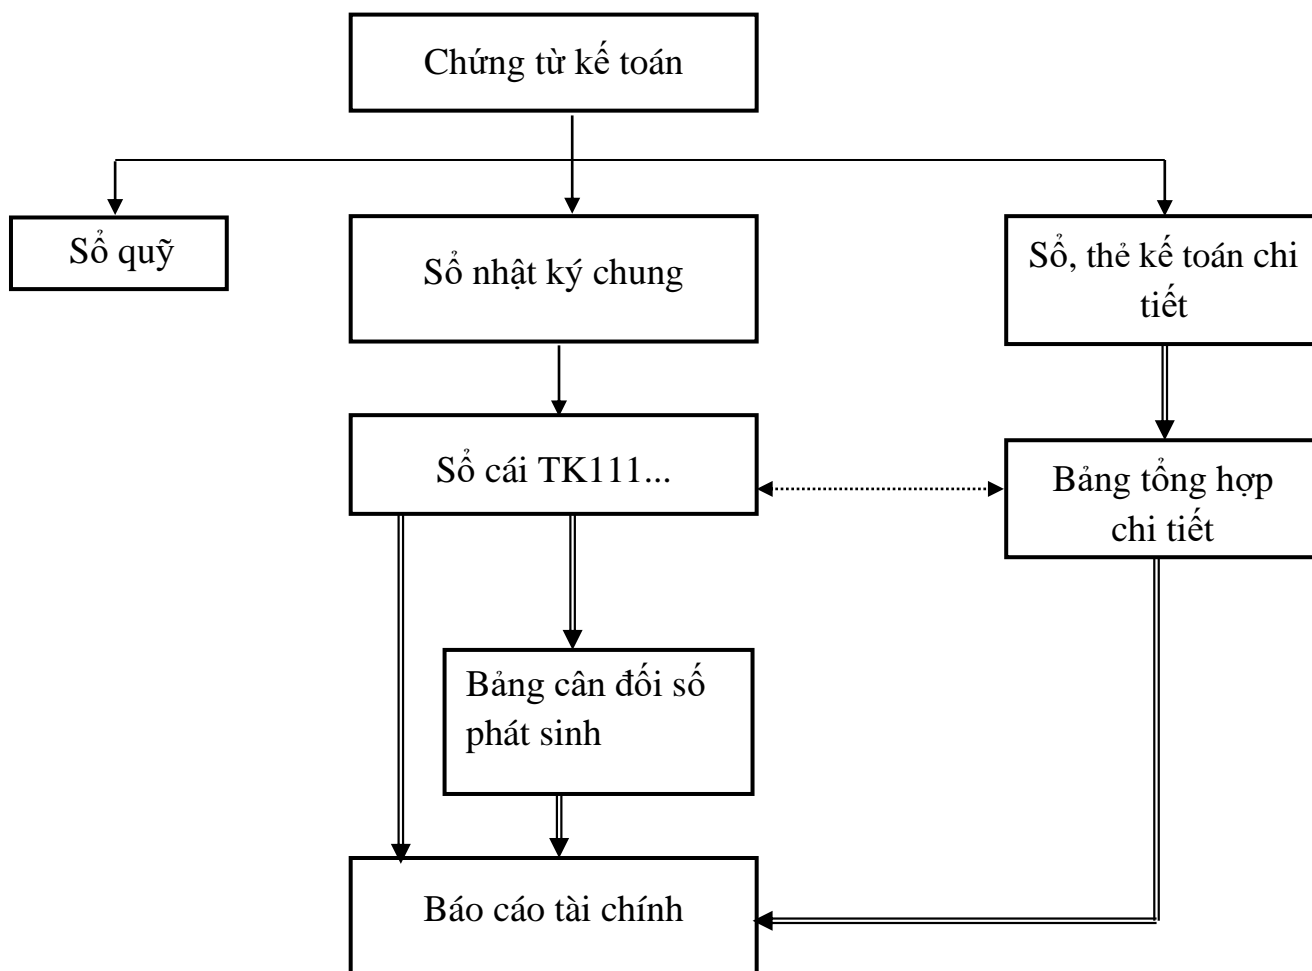 Chứng từ kế toán
Sổ quỹ
Sổ nhật ký chung
Sổ, thẻ kế toán chi
tiết
Sổ cái TK111...
Bảng tổng hợp
chi tiết
Bảng cân đối số
phát sinh
Báo cáo tài chính